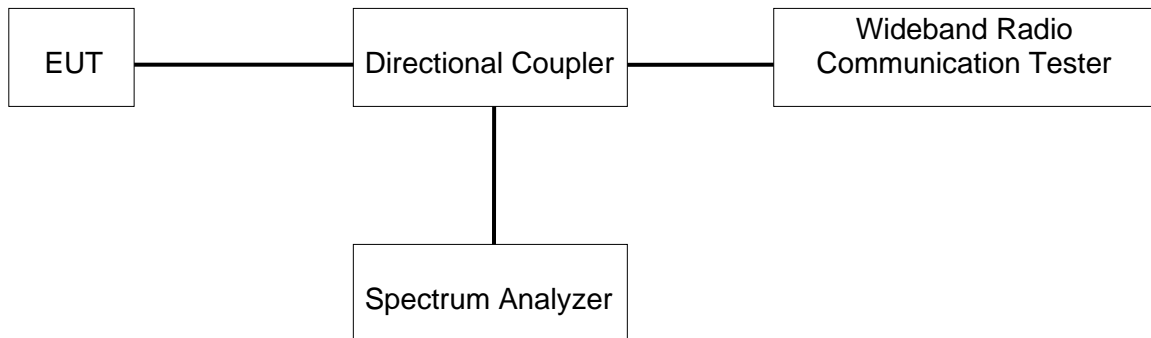 EUT
Directional Coupler
Wideband Radio
Communication Tester
Spectrum Analyzer